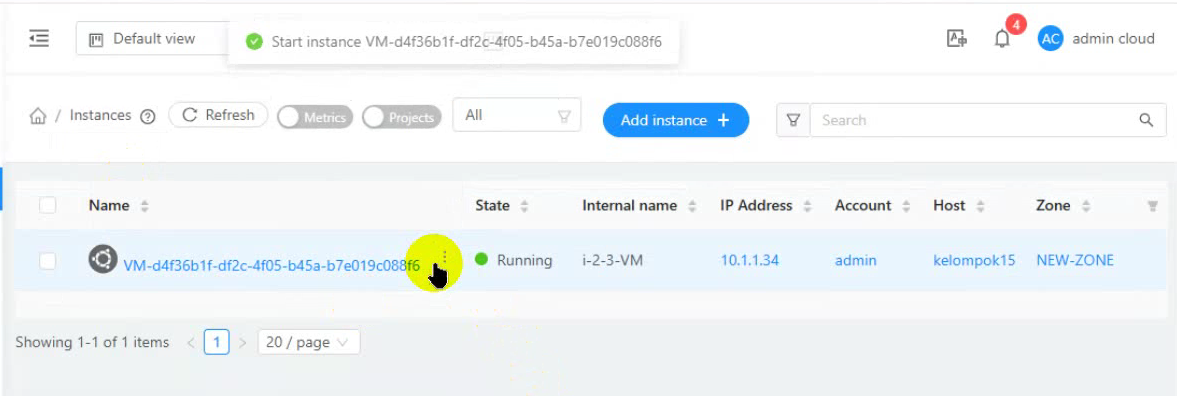 Default view
Start instance VM-d4f36b1f-df2c-4f05-b45a-b7e019c088f6
4
AC admin cloud
/ Instances Refresh Metrics Projects All Add instance + Search
Name State Internal name IP Address Account Host Zone
VM-d4f36b1f-df2c-4f05-b45a-b7e019c088f6 Running i-2-3-VM 10.1.1.34 admin kelompok15 NEW-ZONE
Showing 1-1 of 1 items < 1 > 20 / page